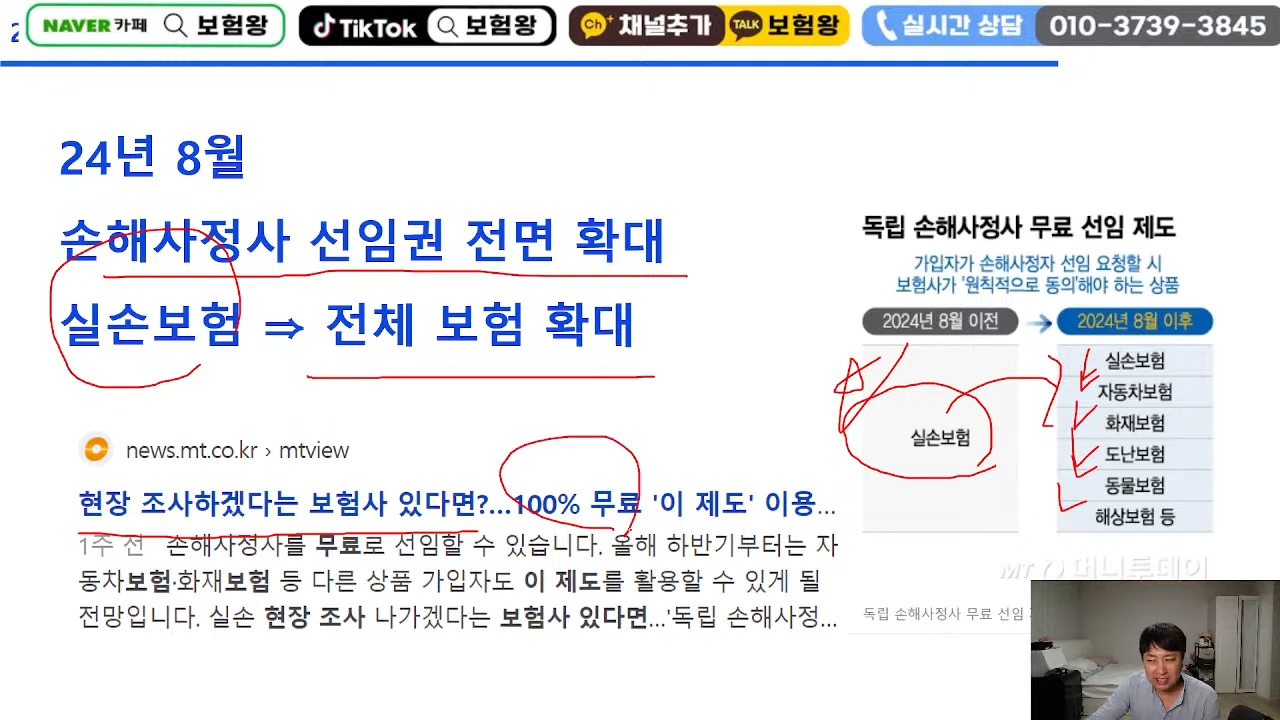 NAVER 카페 보험왕 TikTok 보험왕 Ch+ 채널추가 TALK 보험왕 실시간 상담 010-3739-3845
24년 8월
손해사정사 선임권 전면 확대
실손보험 ⇒ 전체 보험 확대
news.mt.co.kr › mtview
현장 조사하겠다는 보험사 있다면?...100% 무료 '이 제도' 이용...
1주 전 손해사정사를 무료로 선임할 수 있습니다. 올해 하반기부터는 자
동차보험·화재보험 등 다른 상품 가입자도 이 제도를 활용할 수 있게 될
전망입니다. 실손 현장 조사 나가겠다는 보험사 있다면...'독립 손해사정...
독립 손해사정사 무료 선임 제도
가입자가 손해사정자 선임 요청할 시
보험사가 '원칙적으로 동의'해야 하는 상품
2024년 8월 이전 → 2024년 8월 이후
실손보험
실손보험
자동차보험
화재보험
도난보험
동물보험
해상보험 등
MT 머니투데이
독립 손해사정사 무료 선임